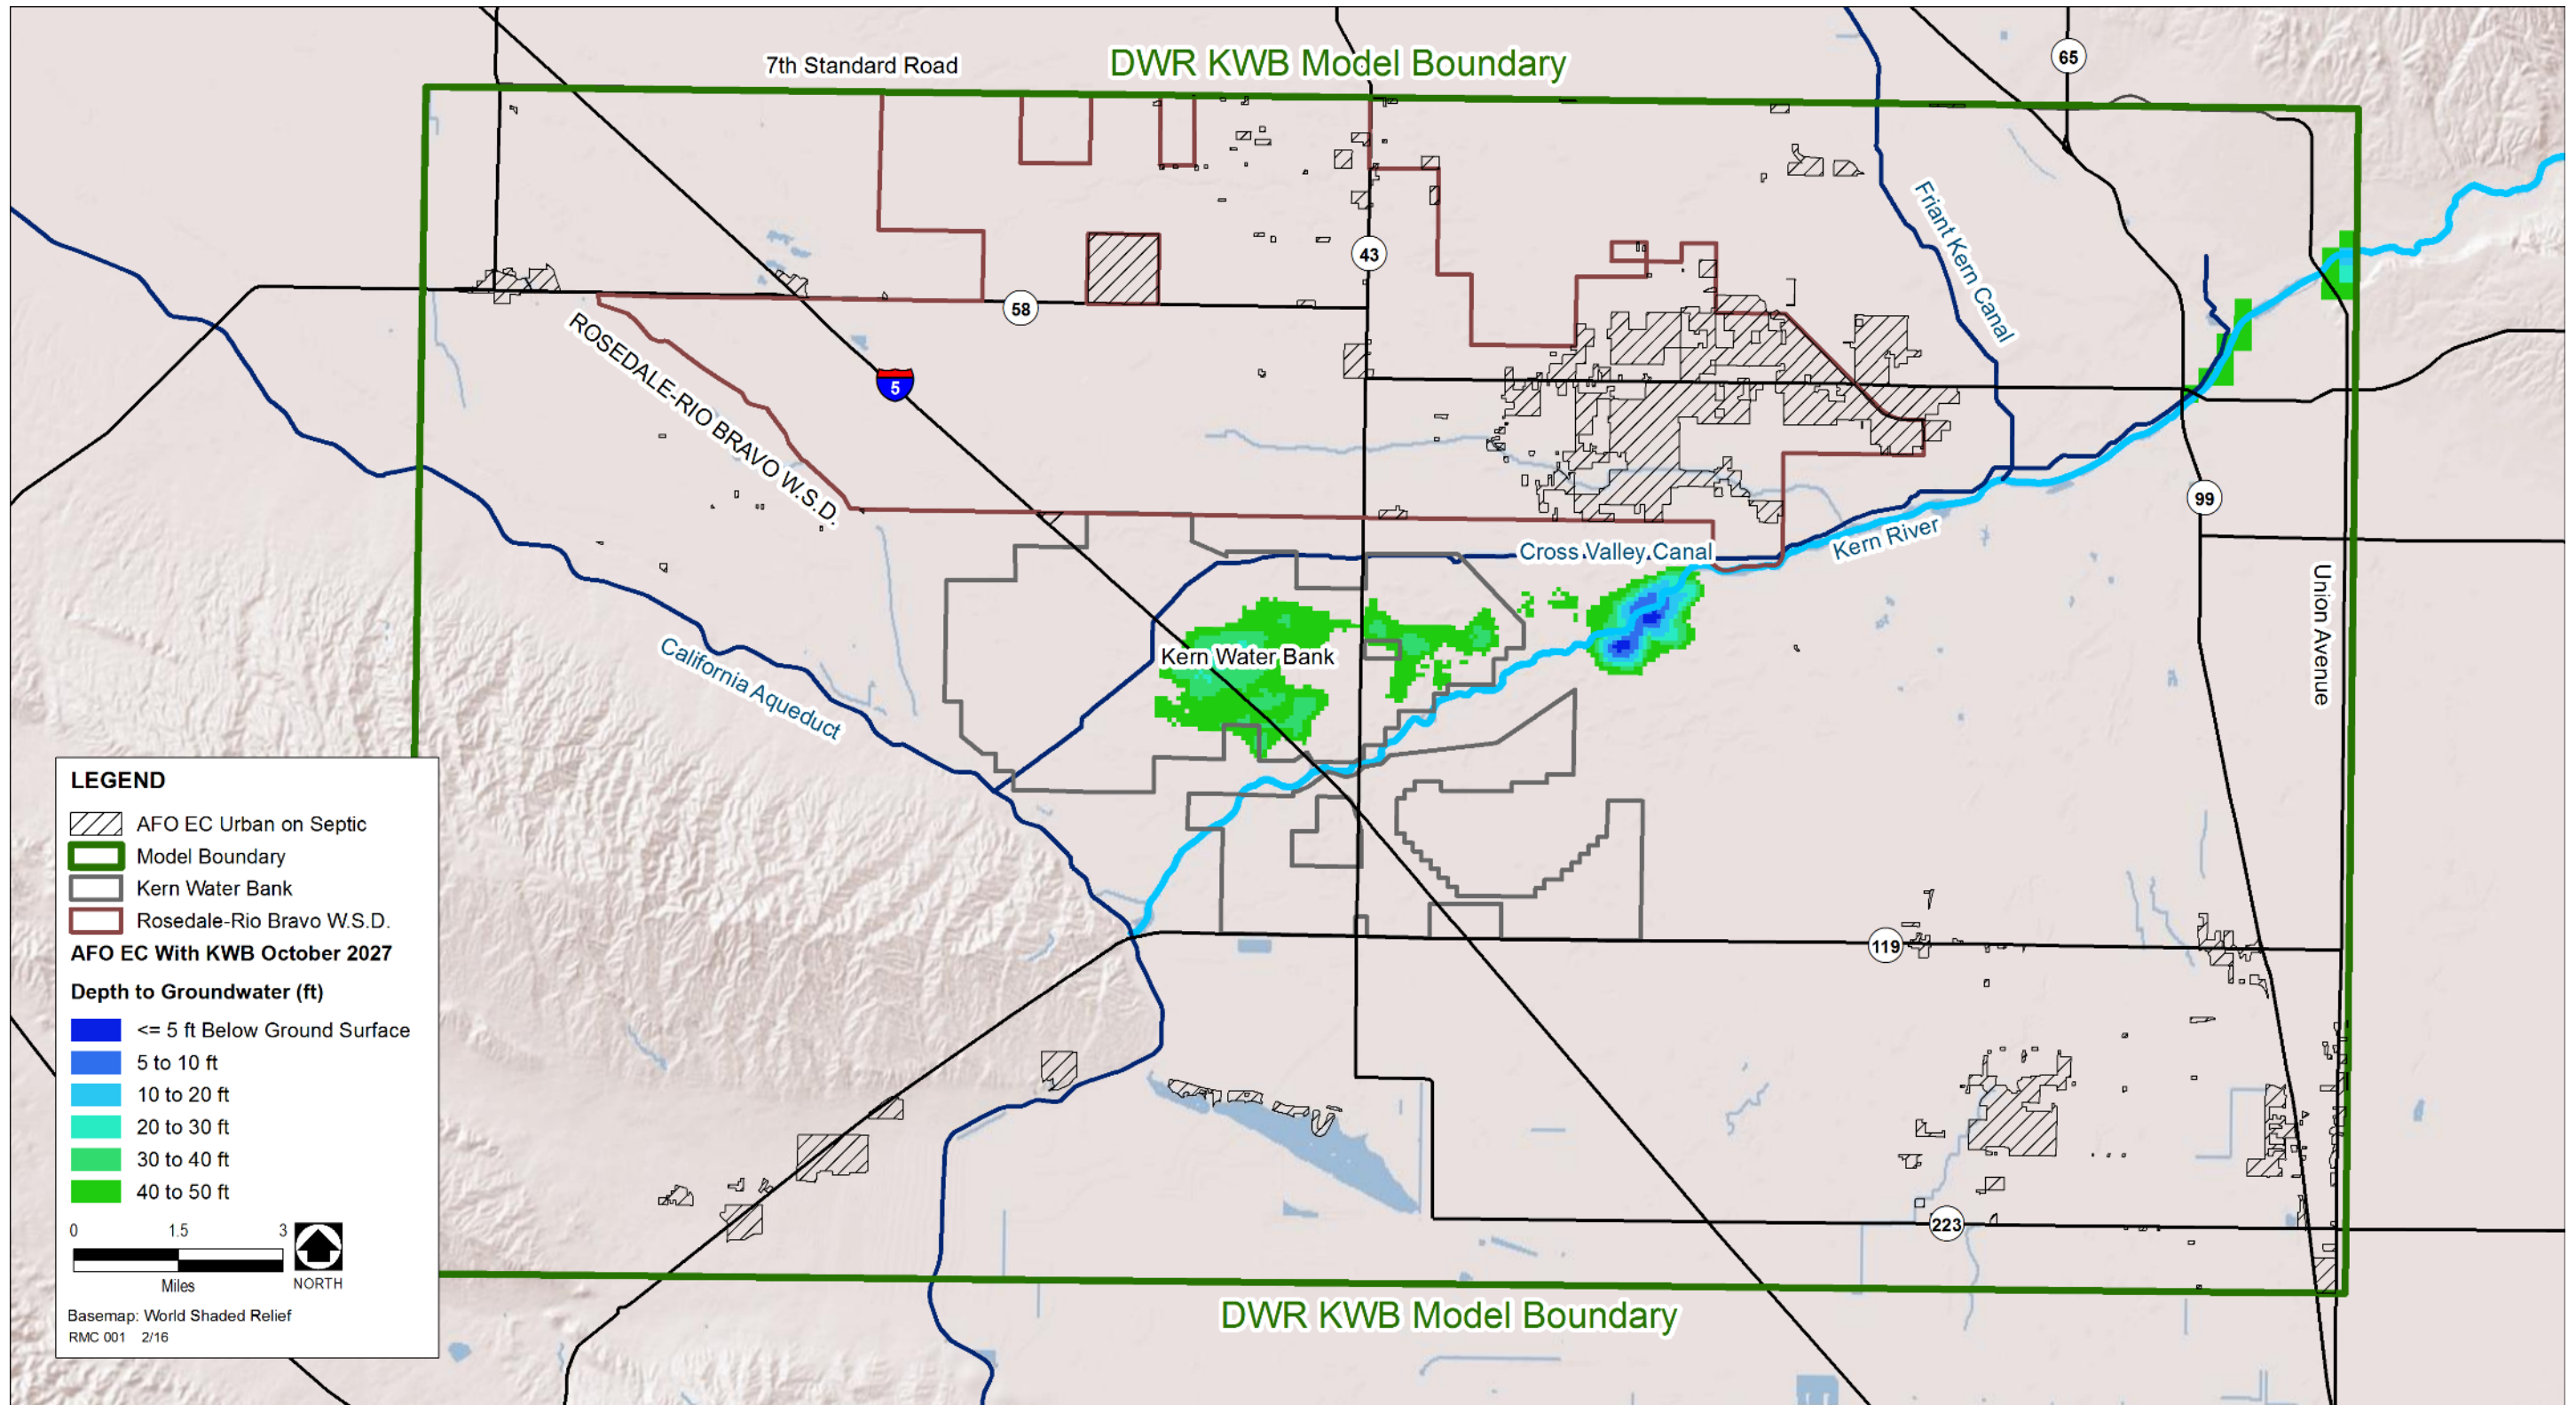 7th Standard Road
DWR KWB Model Boundary
65
Friant Kern Canal
43
58
ROSEDALE-RIO BRAVO W.S.D.
5
99
Cross Valley Canal
Kern River
Union Avenue
Kern Water Bank
California Aqueduct
119
223
DWR KWB Model Boundary
LEGEND
AFO EC Urban on Septic
Model Boundary
Kern Water Bank
Rosedale-Rio Bravo W.S.D.
AFO EC With KWB October 2027
Depth to Groundwater (ft)
<= 5 ft Below Ground Surface
5 to 10 ft
10 to 20 ft
20 to 30 ft
30 to 40 ft
40 to 50 ft
0 1.5 3
Miles
NORTH
Basemap: World Shaded Relief
RMC 001 2/16